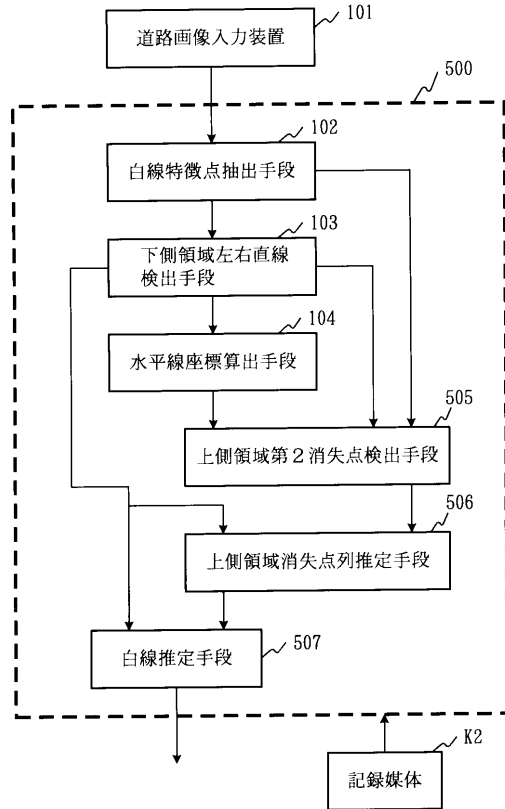 101
道路画像入力装置
500
102
白線特徴点抽出手段
103
下側領域左右直線
検出手段
104
水平線座標算出手段
505
上側領域第2消失点検出手段
506
上側領域消失点列推定手段
507
白線推定手段
K2
記録媒体